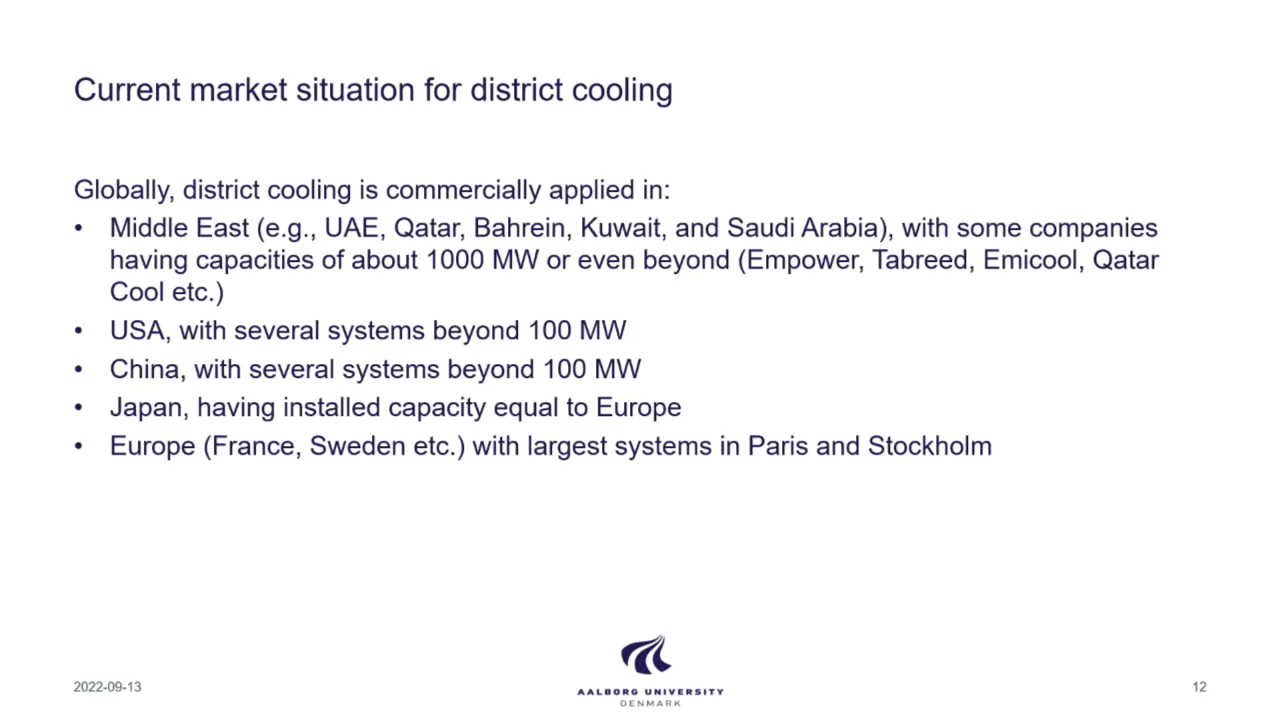 Current market situation for district cooling
Globally, district cooling is commercially applied in:
• Middle East (e.g., UAE, Qatar, Bahrein, Kuwait, and Saudi Arabia), with some companies
having capacities of about 1000 MW or even beyond (Empower, Tabreed, Emicool, Qatar
Cool etc.)
• USA, with several systems beyond 100 MW
• China, with several systems beyond 100 MW
• Japan, having installed capacity equal to Europe
• Europe (France, Sweden etc.) with largest systems in Paris and Stockholm
2022-09-13
AALBORG UNIVERSITY
DENMARK
12